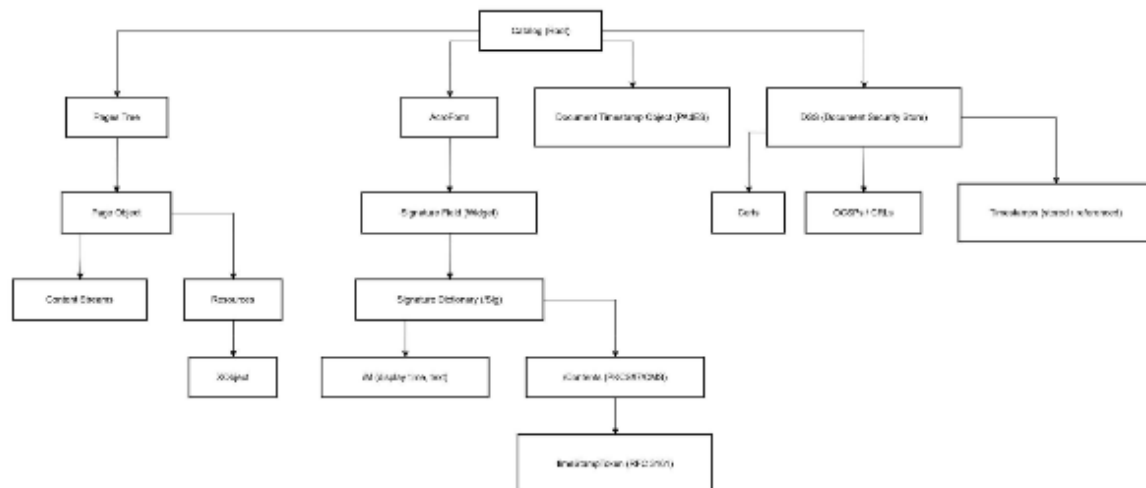 Catalog (Root)
Pages Tree
AcroForm
Document Timestamp Object (PAdES)
DSS (Document Security Store)
Page Object
Signature Field (Widget)
Certs
OCSPs / CRLs
Timestamps (stored / referenced)
Content Streams
Resources
Signature Dictionary (/Sig)
XObject
/M (display time, text)
/Contents (PKCS#7/CMS)
timeStampToken (RFC 3161)